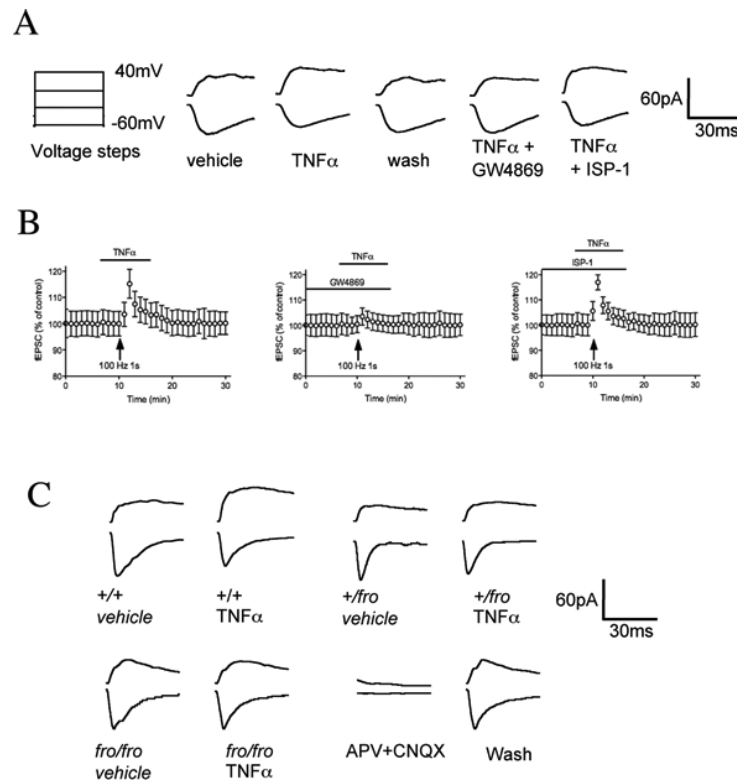 A
40mV
-60mV
Voltage steps
vehicle
TNFα
wash
TNFα +
GW4869
TNFα
+ ISP-1
60pA
30ms
B
TNFα
fEPSC (% of control)
120
110
100
90
80
100 Hz 1s
0
10
20
30
Time (min)
TNFα
GW4869
fEPSC (% of control)
120
110
100
90
80
100 Hz 1s
0
10
20
30
Time (min)
TNFα
ISP-1
fEPSC (% of control)
120
110
100
90
80
100 Hz 1s
0
10
20
30
Time (min)
C
+/+
vehicle
+/+
TNFα
+/fro
vehicle
+/fro
TNFα
60pA
30ms
fro/fro
vehicle
fro/fro
TNFα
APV+CNQX
Wash